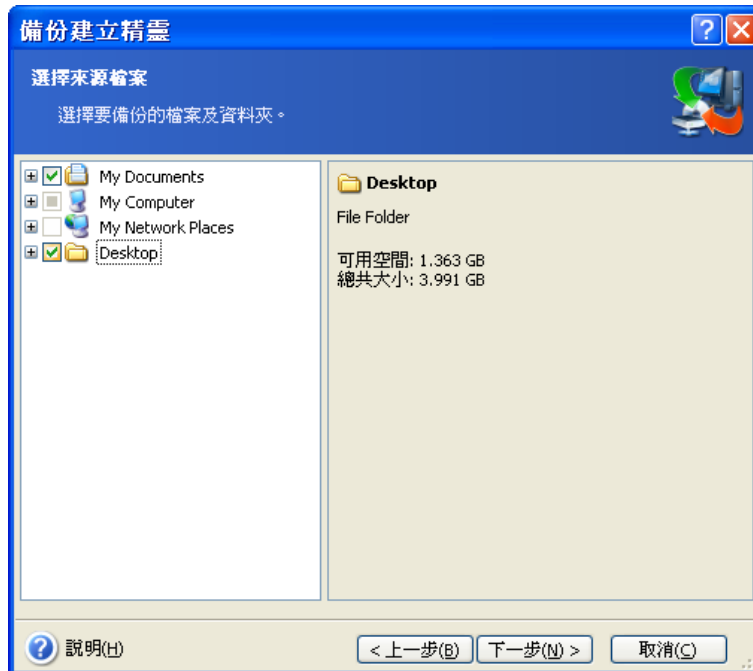 備份建立精靈
選擇來源檔案
選擇要備份的檔案及資料夾。
My Documents
My Computer
My Network Places
Desktop
Desktop
File Folder
可用空間: 1.363 GB
總共大小: 3.991 GB
說明(H)
< 上一步(B)
下一步(N) >
取消(C)